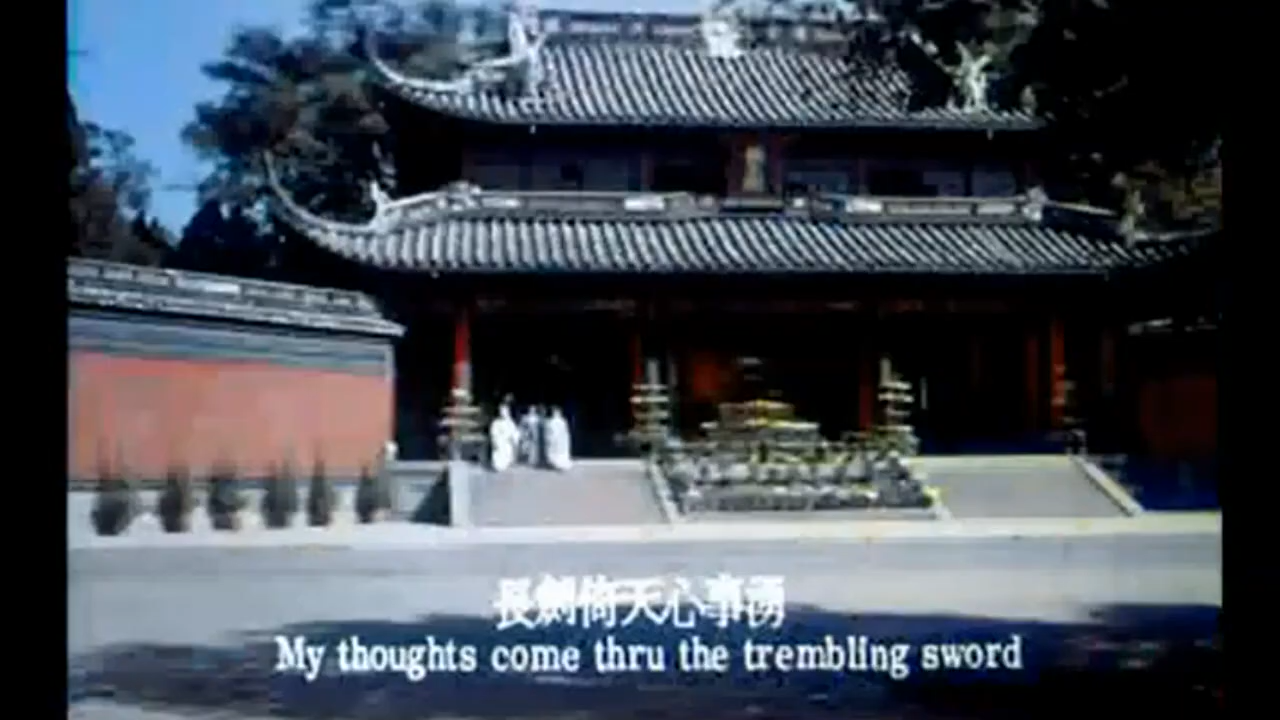 長劍倚天心事湧
My thoughts come thru the trembling sword